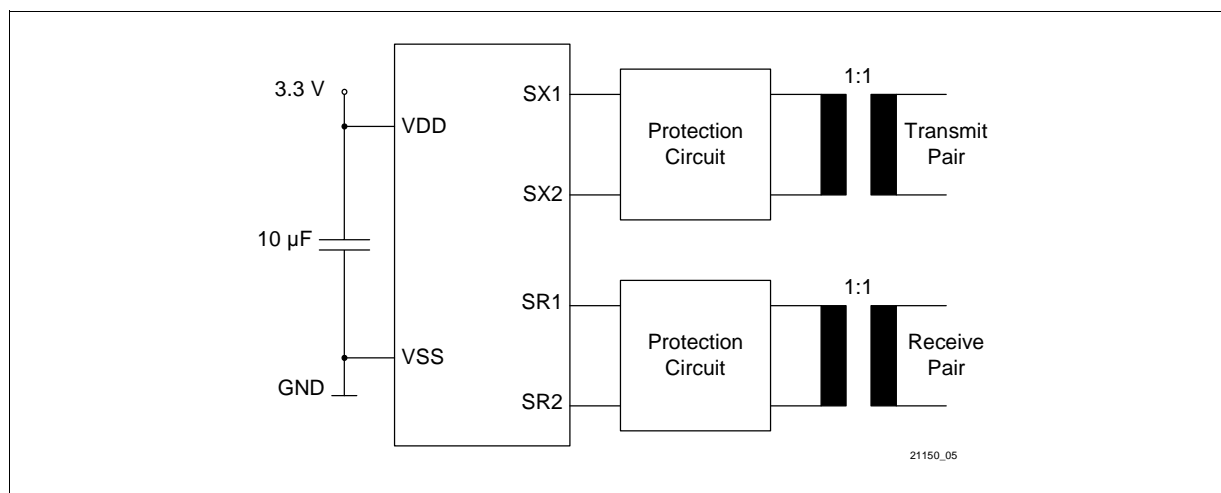 3.3 V
VDD
10 µF
VSS
GND
SX1
SX2
SR1
SR2
Protection
Circuit
1:1
Transmit
Pair
Protection
Circuit
1:1
Receive
Pair
21150_05